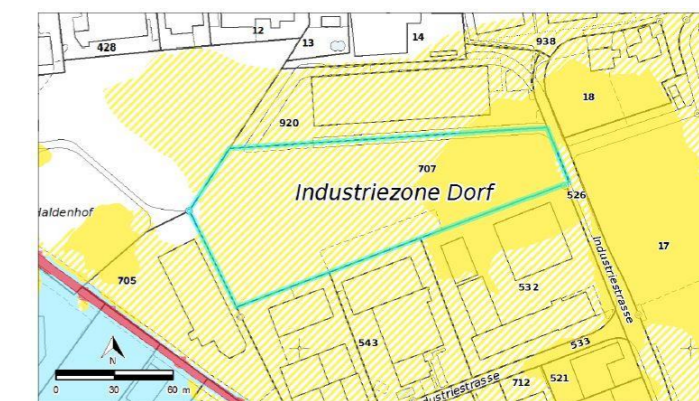 12
13
14
428
938
18
920
707
Industriezone Dorf
526
Haldenhof
17
Industriestrasse
705
532
N
543
533
Industriestrasse
712
521
0 30 60 m